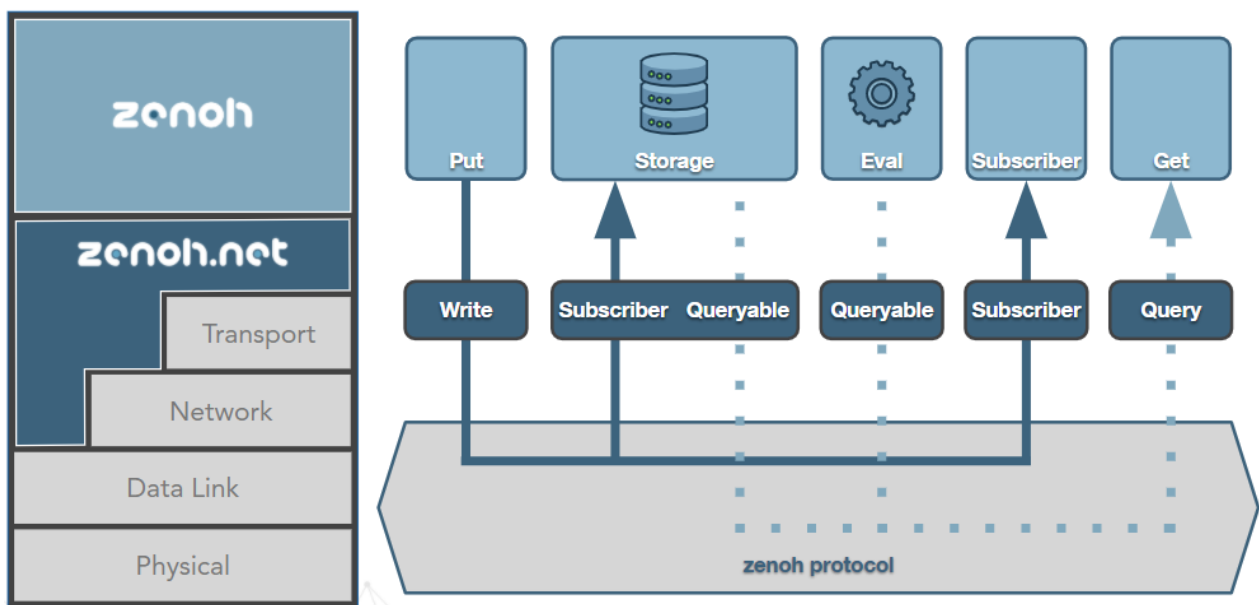 zenoh
zenoh.net
Transport
Network
Data Link
Physical
Put
Storage
Eval
Subscriber
Get
Write
Subscriber Queryable
Queryable
Subscriber
Query
zenoh protocol